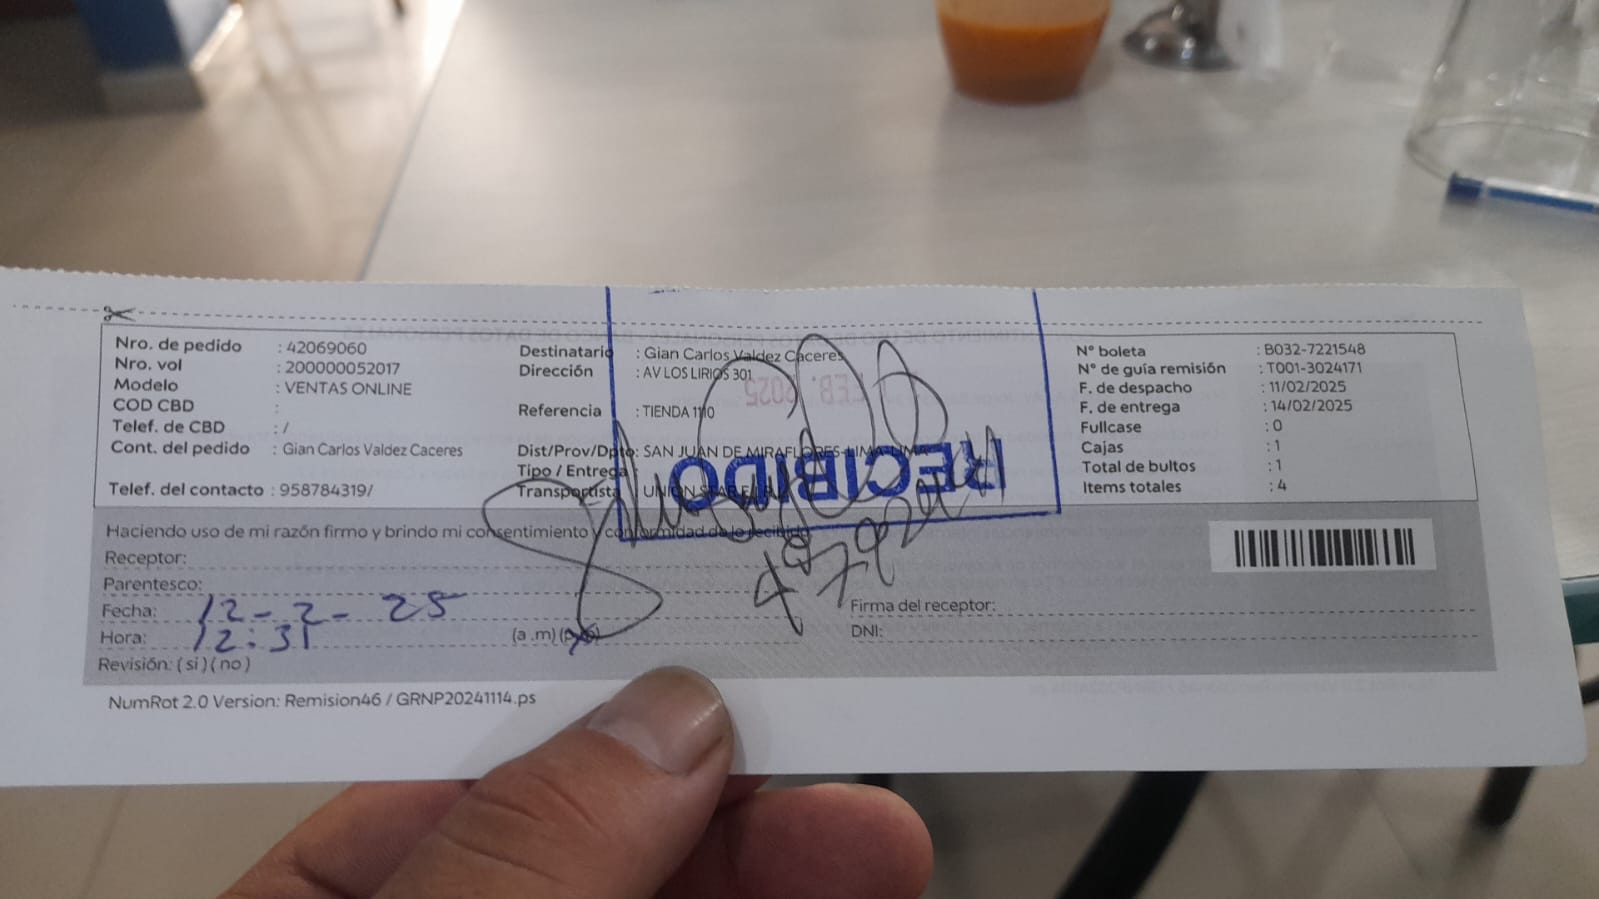 Nro. de pedido : 42069060
Nro. vol : 200000052017
Modelo : VENTAS ONLINE
COD CBD :
Telef. de CBD : /
Cont. del pedido : Gian Carlos Valdez Caceres
Telef. del contacto : 958784319/
Destinatario : Gian Carlos Valdez Caceres
Dirección : AV LOS LIRIOS 301
Referencia : TIENDA 1110
Dist/Prov/Dpto: SAN JUAN DE MIRAFLORES-LIMA-LIMA
Tipo / Entrega
Transportista : UNION STAR
N° boleta : B032-7221548
N° de guía remisión : T001-3024171
F. de despacho : 11/02/2025
F. de entrega : 14/02/2025
Fullcase : 0
Cajas : 1
Total de bultos : 1
Items totales : 4
FEB. 2025
RECIBIDO
Haciendo uso de mi razón firmo y brindo mi consentimiento y conformidad de lo recibido
Receptor:
Parentesco:
Fecha: 12-2-25
Hora: 12:31 (a.m)
Revisión: (si) (no)
Firma del receptor:
DNI:
NumRot 2.0 Version: Remision46 / GRNP20241114.ps